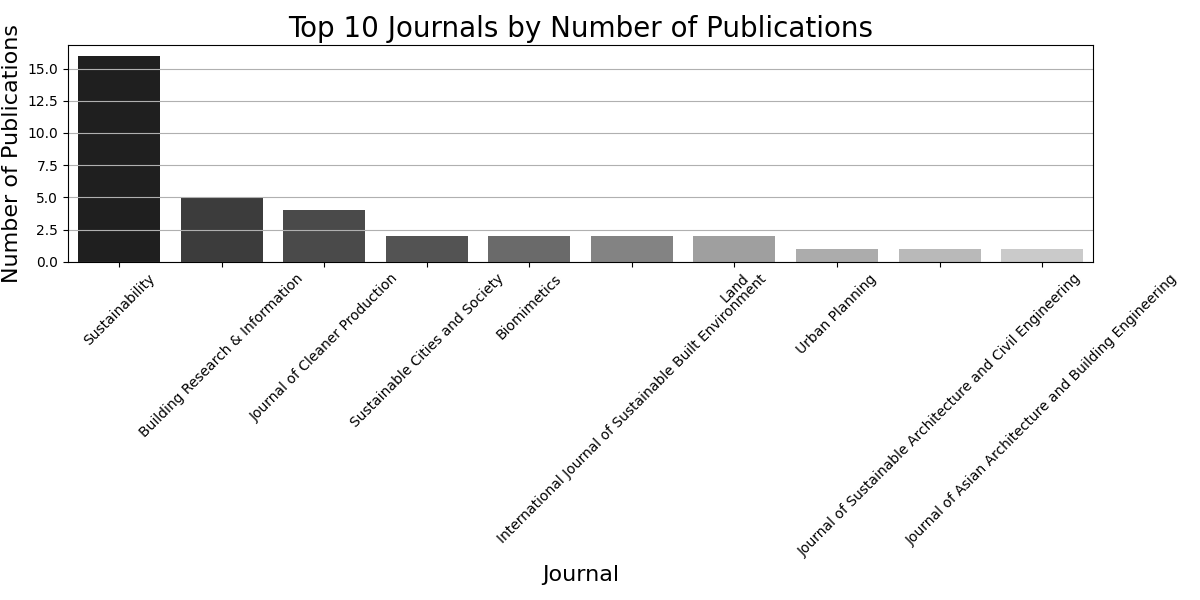 Top 10 Journals by Number of Publications
Number of Publications
15.0
12.5
10.0
7.5
5.0
2.5
0.0
Sustainability
Building Research & Information
Journal of Cleaner Production
Sustainable Cities and Society
Biomimetics
International Journal of Sustainable Built Environment
Land
Urban Planning
Journal of Sustainable Architecture and Civil Engineering
Journal of Asian Architecture and Building Engineering
Journal